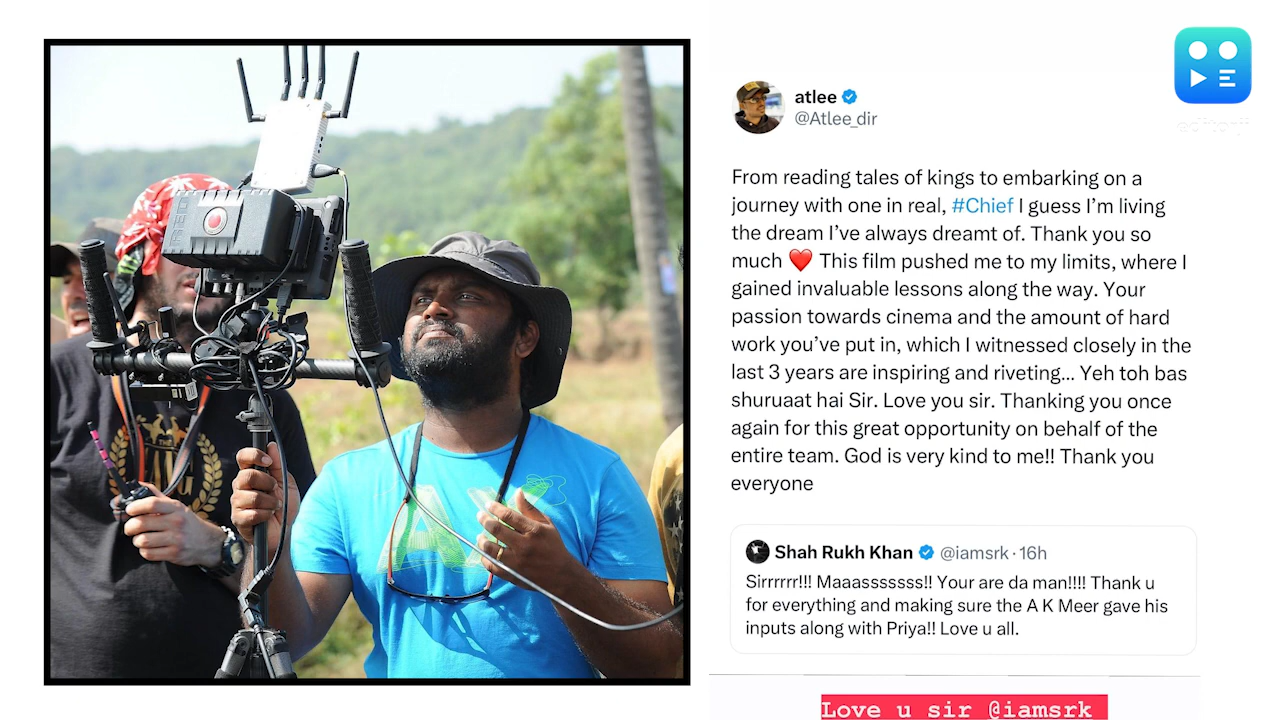 atlee
@Atlee_dir
From reading tales of kings to embarking on a
journey with one in real, #Chief I guess I’m living
the dream I’ve always dreamt of. Thank you so
much ❤️ This film pushed me to my limits, where I
gained invaluable lessons along the way. Your
passion towards cinema and the amount of hard
work you’ve put in, which I witnessed closely in the
last 3 years are inspiring and riveting... Yeh toh bas
shuruaat hai Sir. Love you sir. Thanking you once
again for this great opportunity on behalf of the
entire team. God is very kind to me!! Thank you
everyone
Shah Rukh Khan @iamsrk · 16h
Sirrrrrr!!! Maaasssssss!! Your are da man!!!! Thank u
for everything and making sure the A K Meer gave his
inputs along with Priya!! Love u all.
Love u sir @iamsrk
editorji
RED
THE
AX